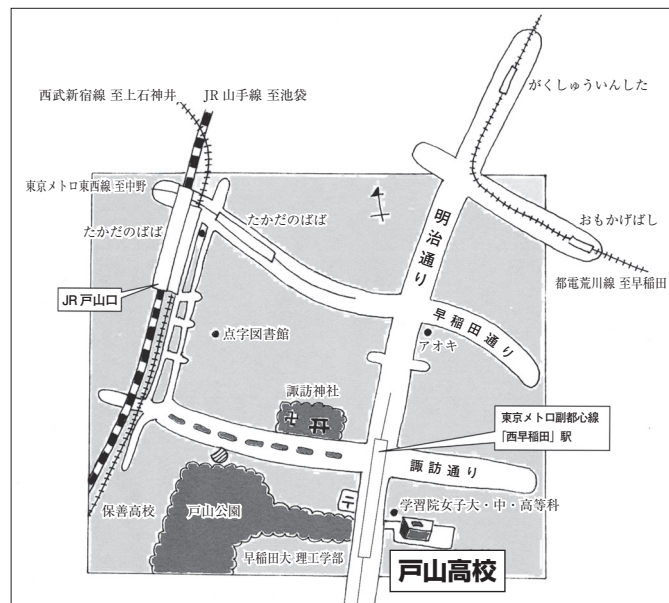 西武新宿線 至上石神井
JR 山手線 至池袋
がくしゅういんした
東京メトロ東西線 至中野
たかだのばば
たかだのばば
明治通り
おもかげばし
都電荒川線 至早稲田
JR 戸山口
早稲田通り
点字図書館
アオキ
諏訪神社
卍
东京メトロ副都心線
「西早稲田」駅
諏訪通り
保善高校
戸山公園
〒
学習院女子大・中・高等科
早稲田大 理工学部
戸山高校